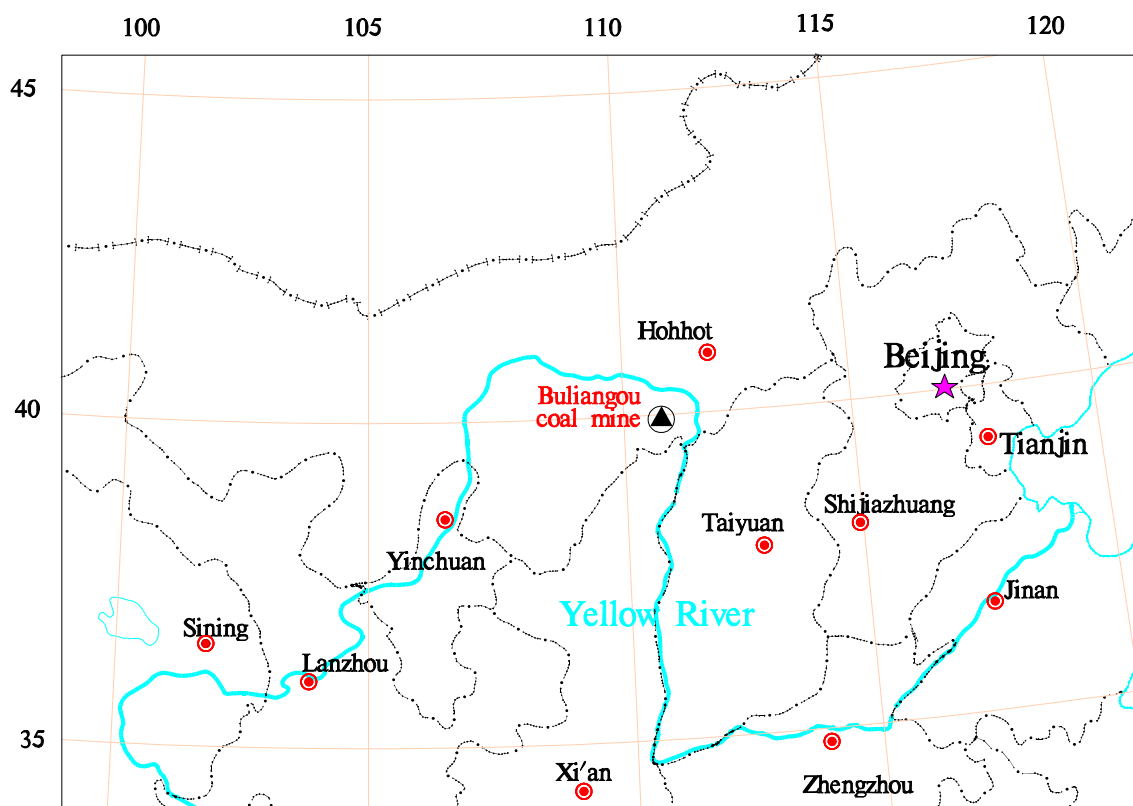 100 105 110 115 120
45
Hohhot
Beijing
Buliangou
coal mine
40
Tianjin
Shijiazhuang
Taiyuan
Yinchuan
Jinan
Yellow River
Sining
Lanzhou
35
Xi'an
Zhengzhou